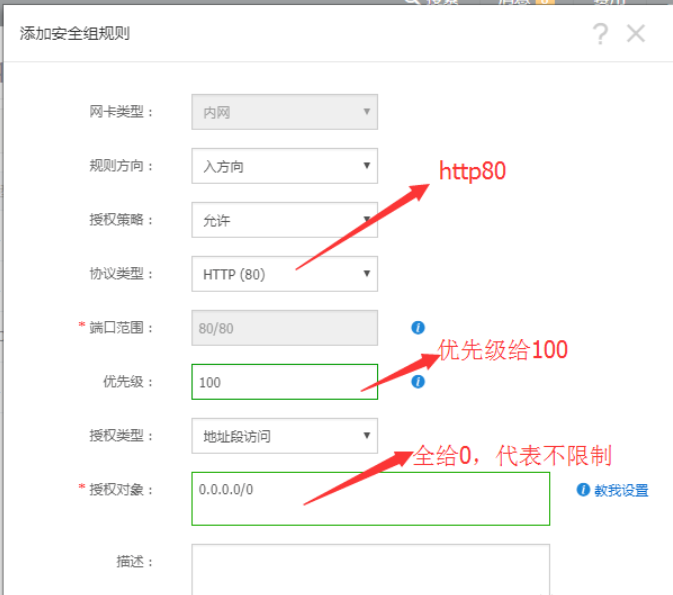 添加安全组规则
网卡类型：
内网
规则方向：
入方向
http80
授权策略：
允许
协议类型：
HTTP (80)
* 端口范围：
80/80
优先级给100
优先级：
100
授权类型：
地址段访问
全给0，代表不限制
* 授权对象：
0.0.0.0/0
教我设置
描述：